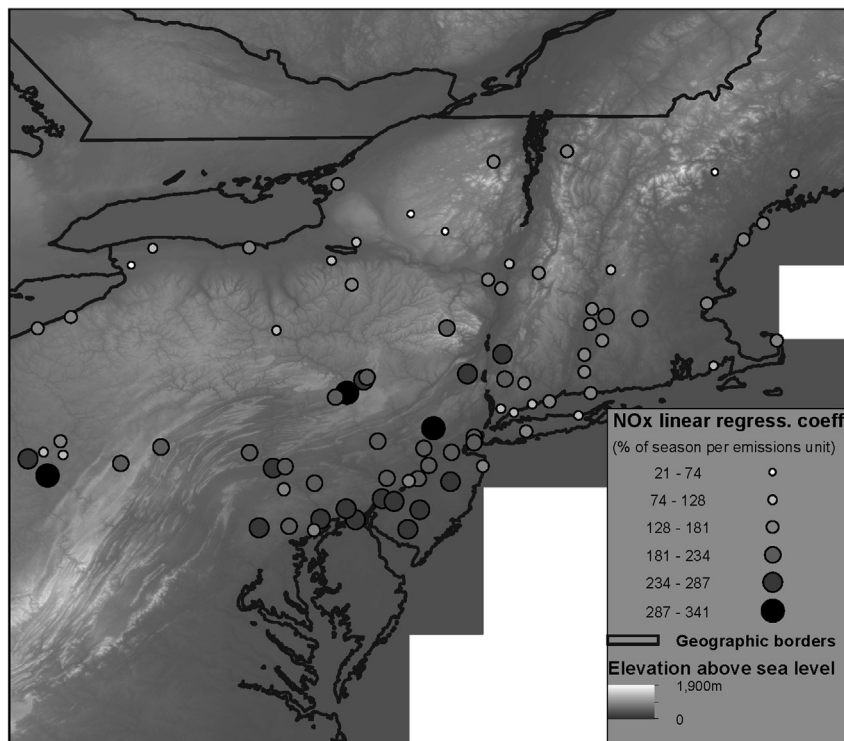 NOx linear regress. coeff
(% of season per emissions unit)
21 - 74
74 - 128
128 - 181
181 - 234
234 - 287
287 - 341
Geographic borders
Elevation above sea level
1,900m
0